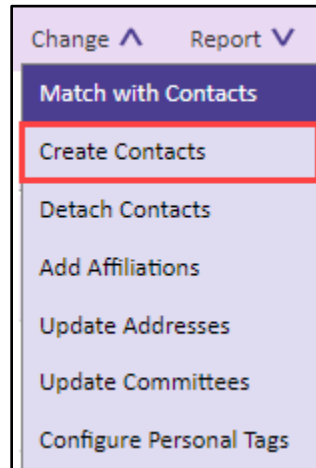 Change Report
Match with Contacts
Create Contacts
Detach Contacts
Add Affiliations
Update Addresses
Update Committees
Configure Personal Tags